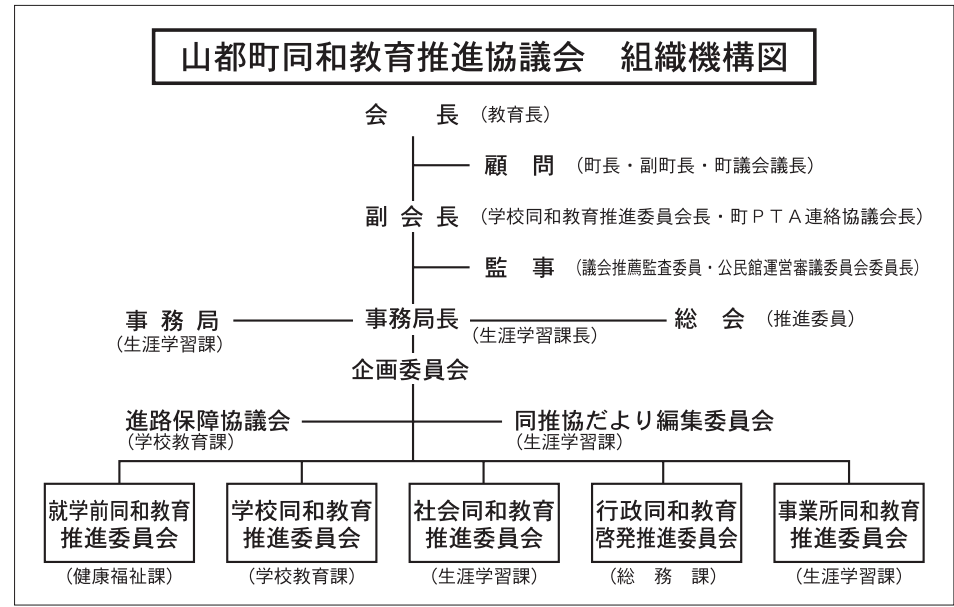 山都町同和教育推進協議会　組織機構図
会　　長（教育長）
顧　問（町長・副町長・町議会議長）
副 会 長（学校同和教育推進委員会長・町ＰＴＡ連絡協議会長）
監　事（議会推薦監査委員・公民館運営審議委員会委員長）
事 務 局　事務局長　総　会（推進委員）
（生涯学習課）　（生涯学習課長）
企画委員会
進路保障協議会　同推協だより編集委員会
（学校教育課）　（生涯学習課）
就学前同和教育　学校同和教育　社会同和教育　行政同和教育　事業所同和教育
推進委員会　推進委員会　推進委員会　啓発推進委員会　推進委員会
（健康福祉課）　（学校教育課）　（生涯学習課）　（総　務　課）　（生涯学習課）